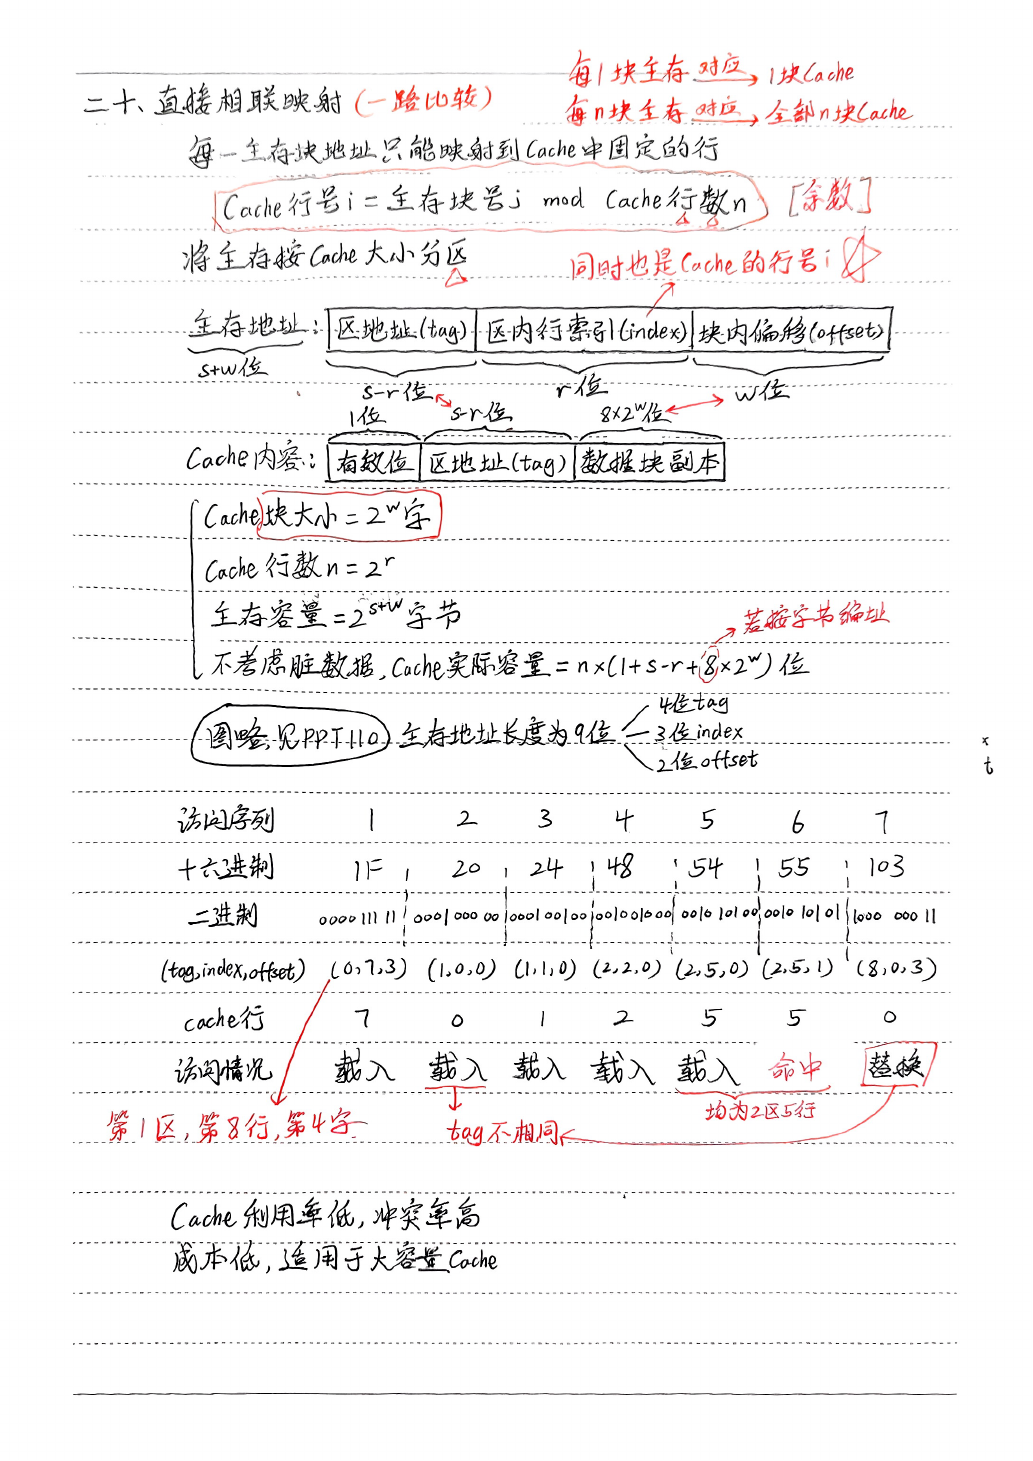 每1块主存 对应→ 1块Cache
二十、直接相联映射(一路比较)
每n块主存 对应→ 全部n块Cache
每一主存块地址只能映射到Cache中固定的行
Cache行号i=主存块号j mod Cache行数n [余数]
将主存按Cache大小分区
同时也是Cache的行号i
主存地址: 区地址(tag) 区内行索引(index) 块内偏移(offset)
s+w位 s-r位 r位 w位
1位 s-r位 8×2^w位
Cache内容: 有效位 区地址(tag) 数据块副本
Cache块大小=2^w字
Cache行数n=2^r
主存容量=2^(s+w)字节
若按字节编址
不考虑脏数据,Cache实际容量=n×(1+s-r+8×2^w)位
4位tag
图略,见PPT110 主存地址长度为9位 3位index
2位offset
x
t
访问序列 1 2 3 4 5 6 7
十六进制 1F 20 24 48 54 55 103
二进制 0000 111 11 0001 000 00 0001 001 00 0010 010 00 0010 101 00 0010 101 01 1000 000 11
(tag,index,offset) (0,7,3) (1,0,0) (1,1,0) (2,2,0) (2,5,0) (2,5,1) (8,0,3)
cache行 7 0 1 2 5 5 0
访问情况 载入 载入 载入 载入 载入 命中 替换
均为2区5行
第1区,第8行,第4字 tag不相同
Cache利用率低,冲突率高
成本低,适用于大容量Cache